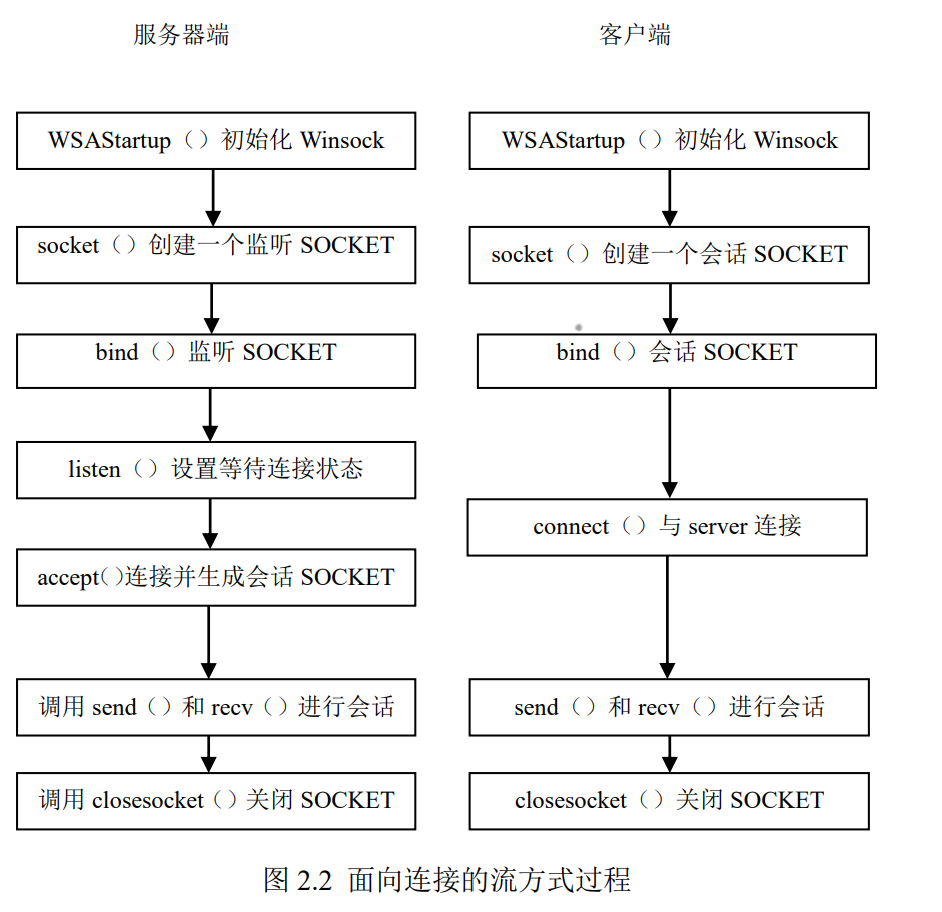 服务器端
客户端
WSAStartup（）初始化 Winsock
socket（）创建一个监听 SOCKET
bind（）监听 SOCKET
listen（）设置等待连接状态
accept（）连接并生成会话 SOCKET
调用 send（）和 recv（）进行会话
调用 closesocket（）关闭 SOCKET
WSAStartup（）初始化 Winsock
socket（）创建一个会话 SOCKET
bind（）会话 SOCKET
connect（）与 server 连接
send（）和 recv（）进行会话
closesocket（）关闭 SOCKET
图 2.2 面向连接的流方式过程